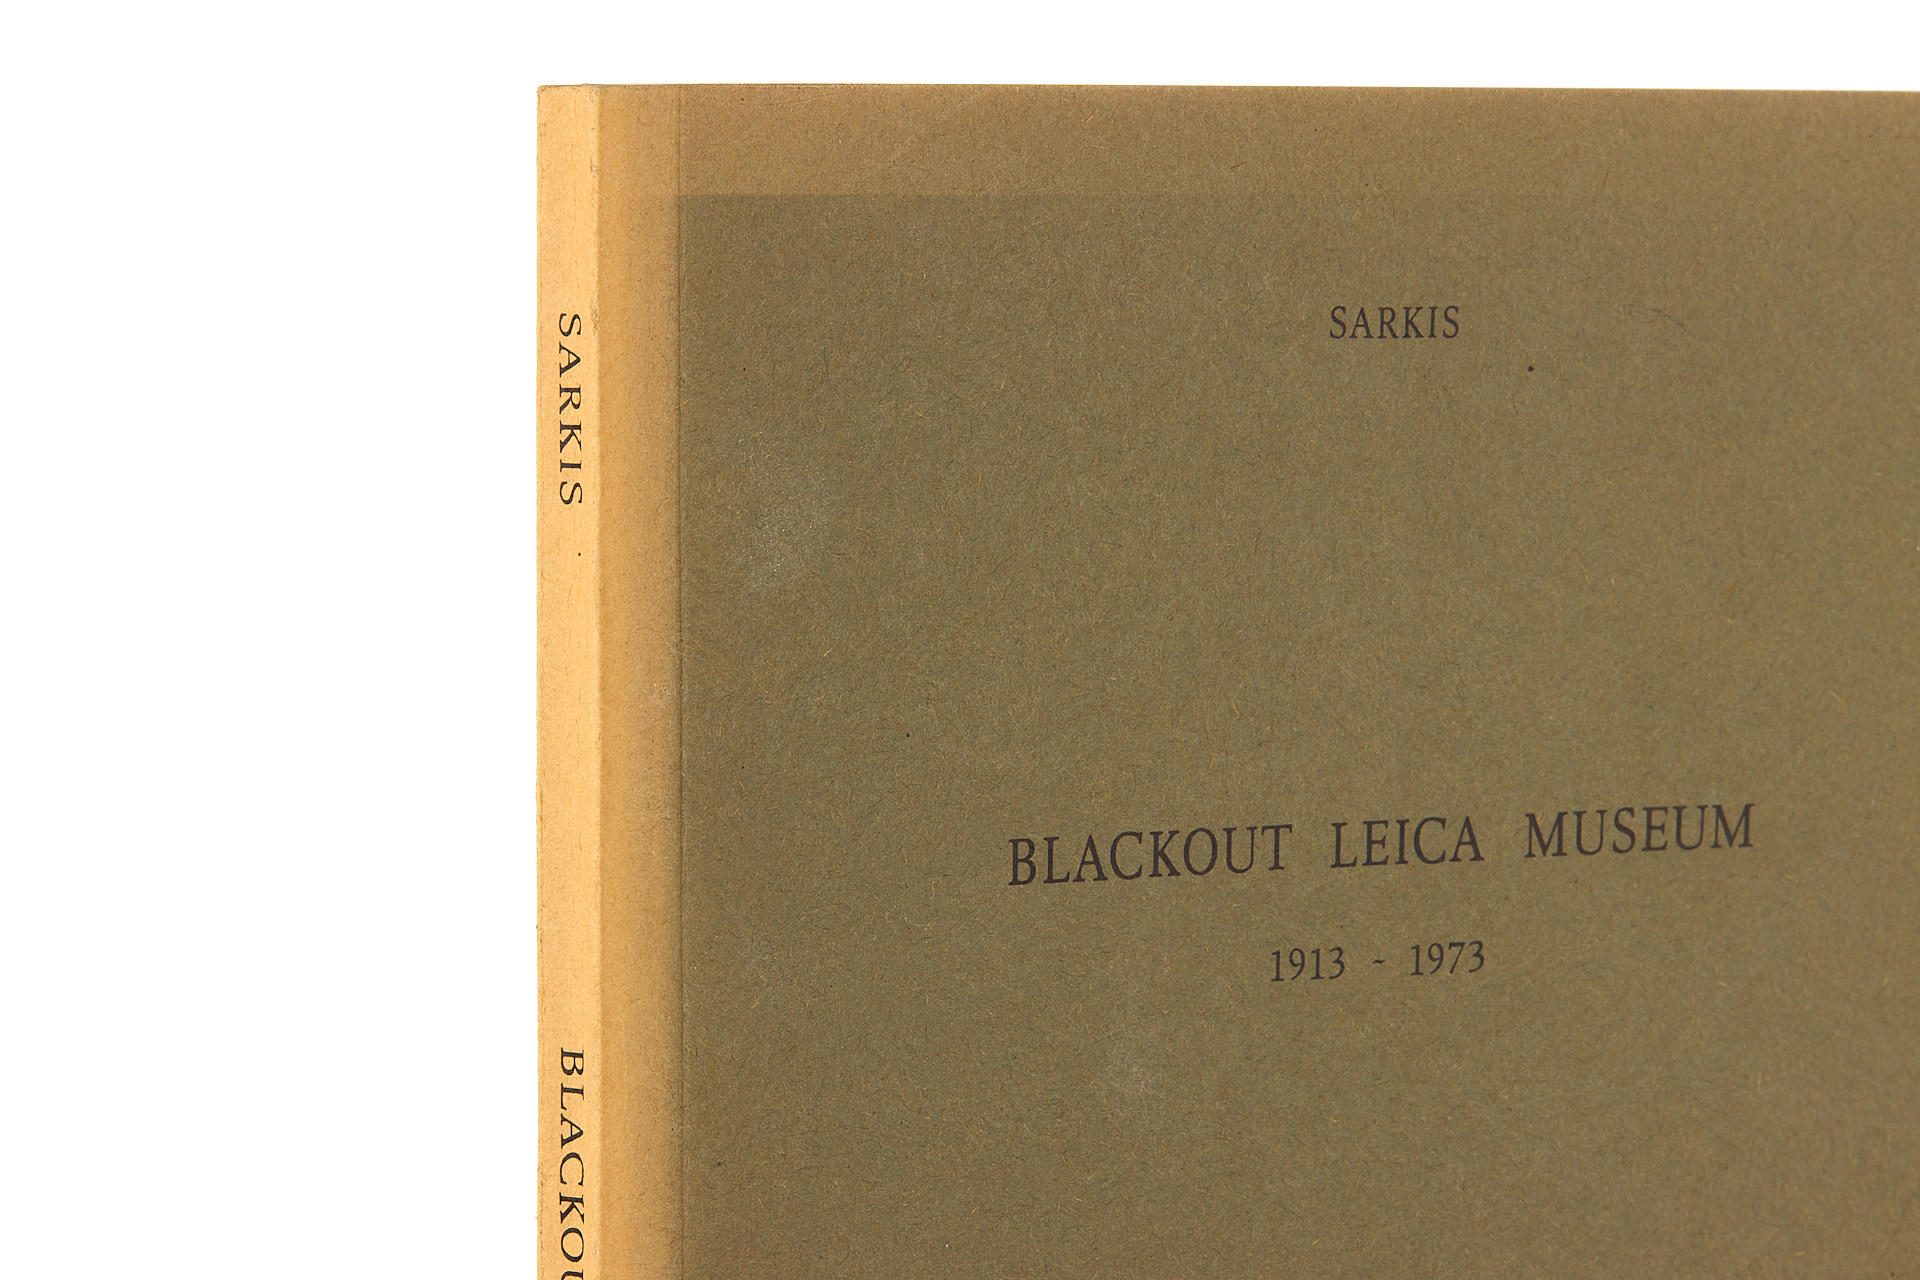 SARKIS
BLACKOUT LEICA MUSEUM
1913 - 1973
SARKIS